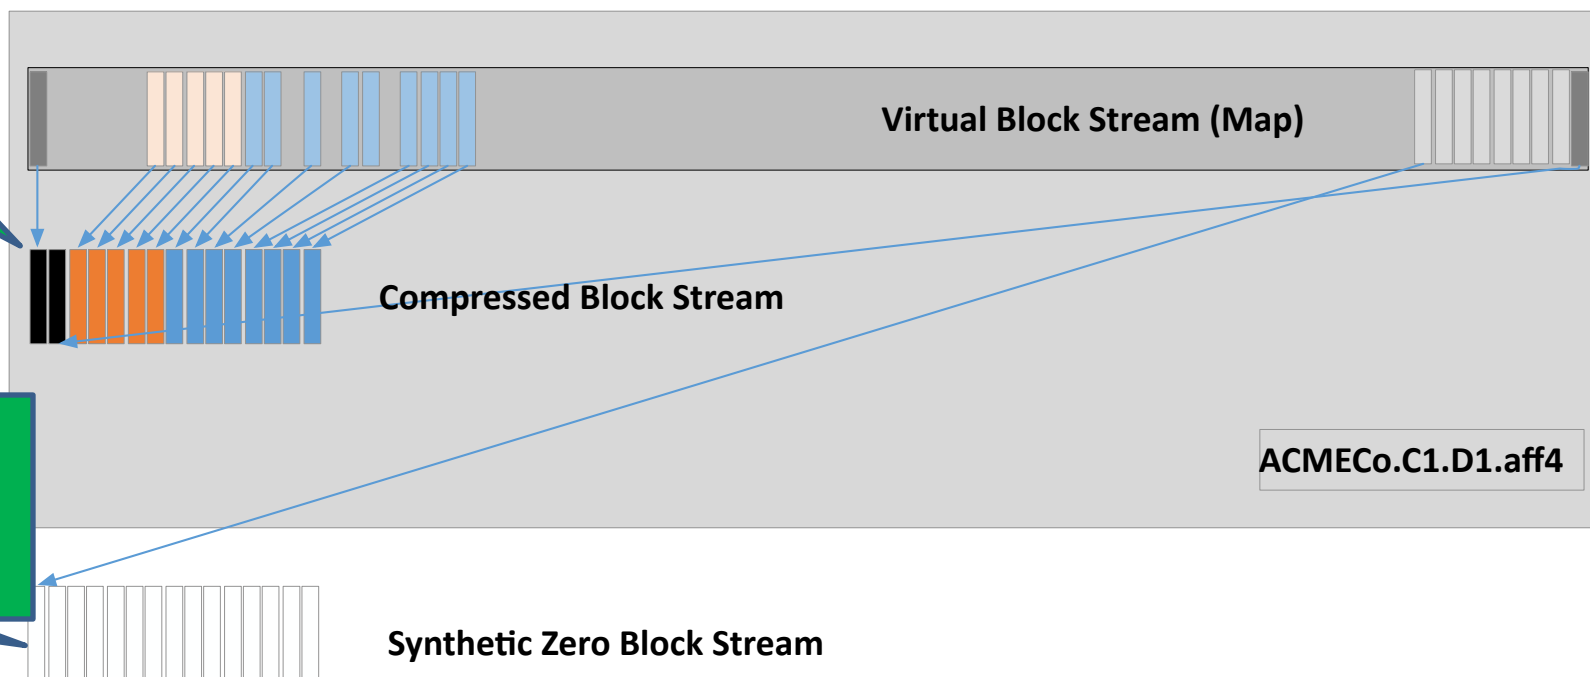 Virtual Block Stream (Map)
Compressed Block Stream
ACMECo.C1.D1.aff4
Synthetic Zero Block Stream